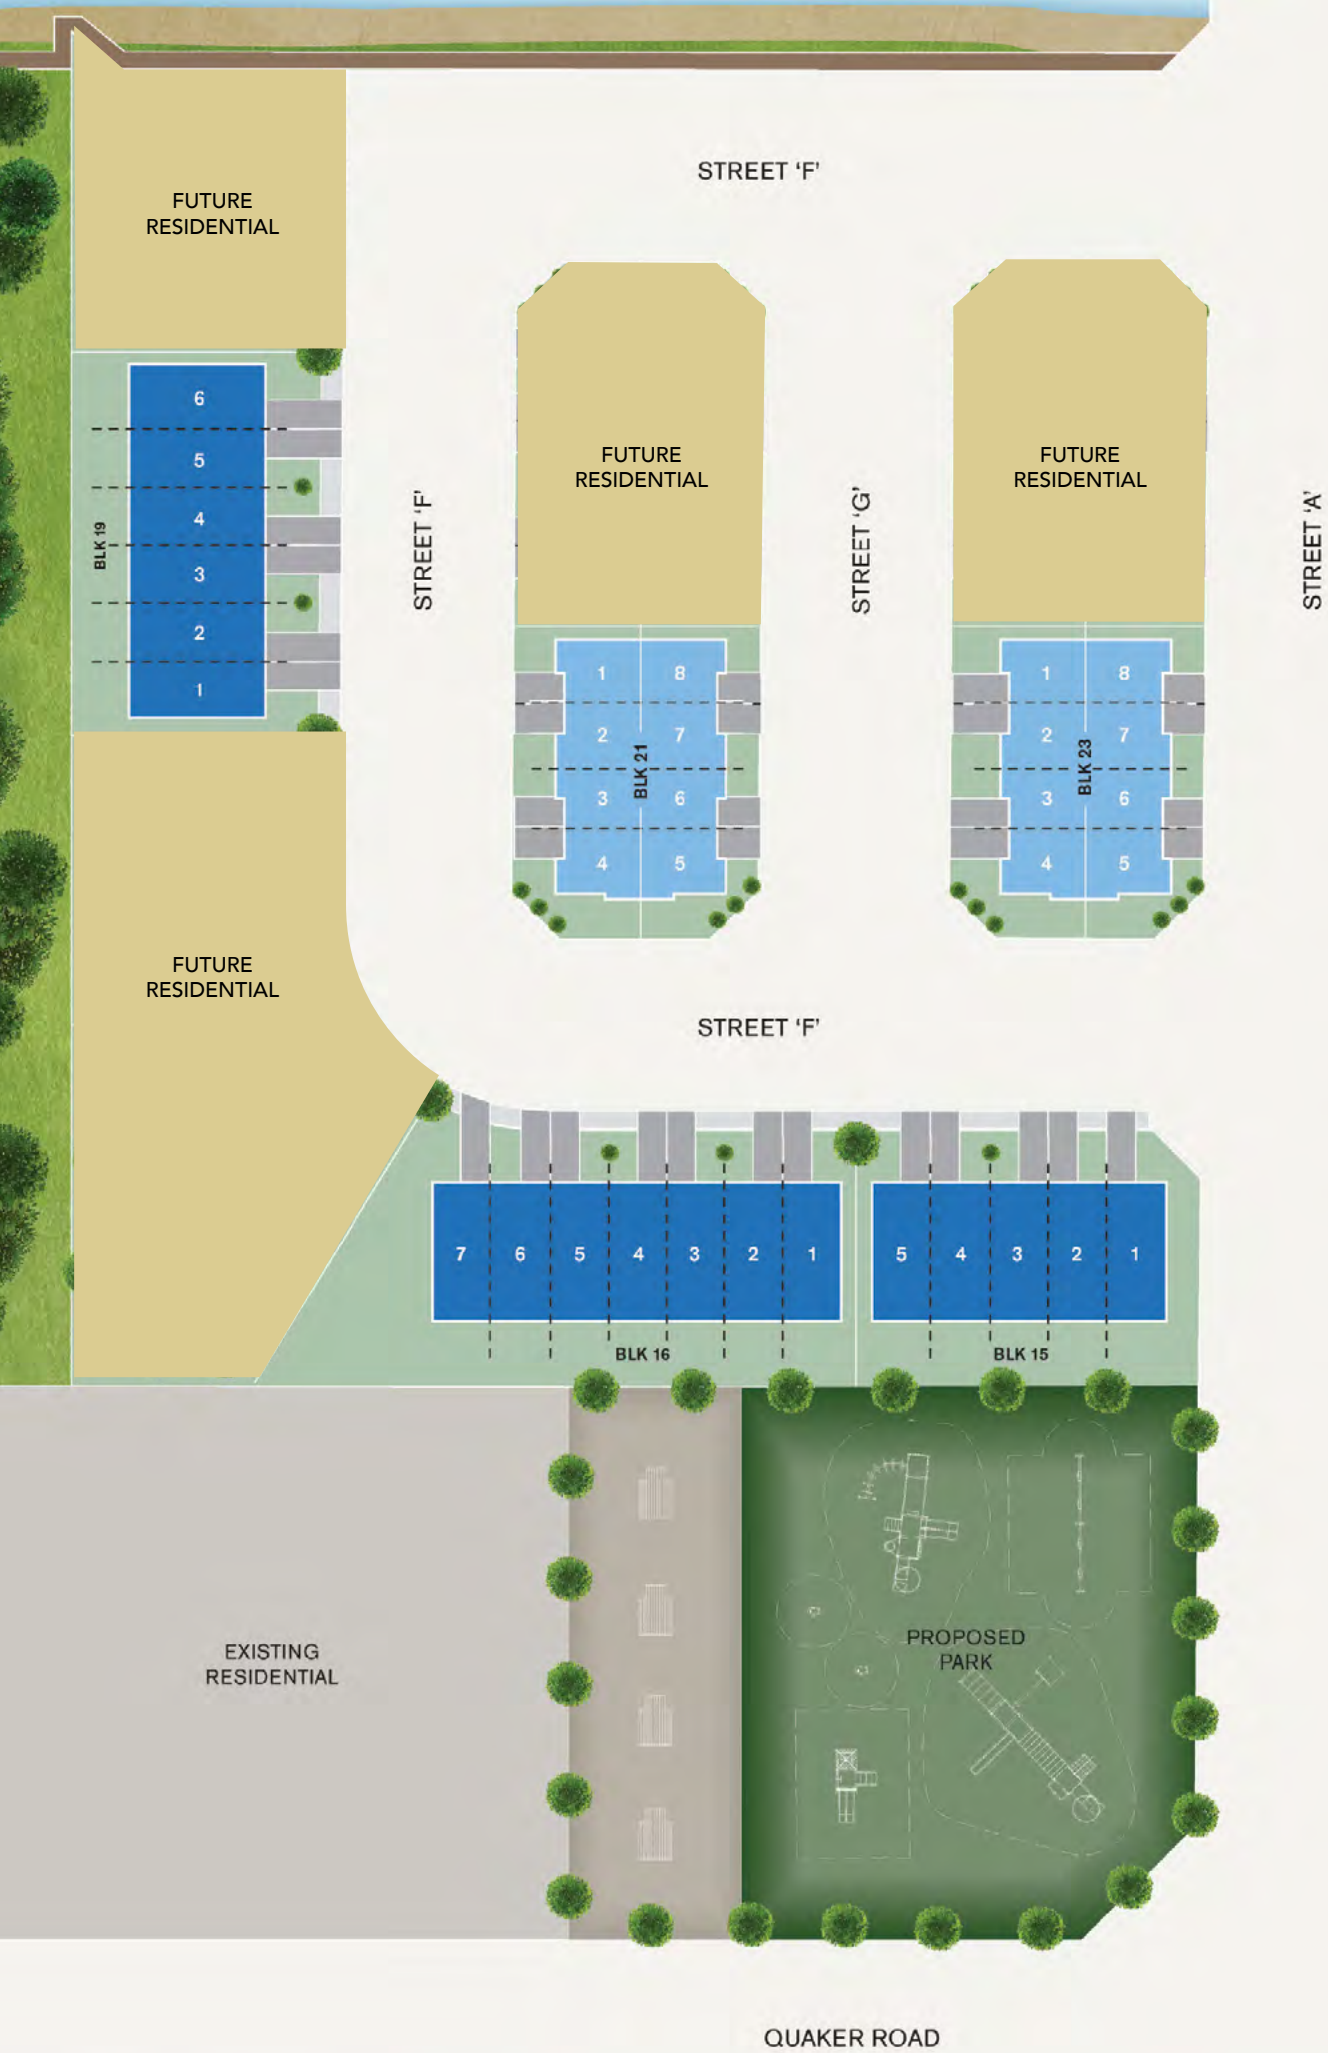 STREET ‘F’
FUTURE
RESIDENTIAL
FUTURE
RESIDENTIAL
FUTURE
RESIDENTIAL
6
5
4
3
2
1
BLK 19
STREET ‘F’
STREET ‘G’
STREET ‘A’
1 8
2 7
3 6
4 5
BLK 21
1 8
2 7
3 6
4 5
BLK 23
FUTURE
RESIDENTIAL
STREET ‘F’
7 6 5 4 3 2 1
BLK 16
5 4 3 2 1
BLK 15
EXISTING
RESIDENTIAL
PROPOSED
PARK
QUAKER ROAD